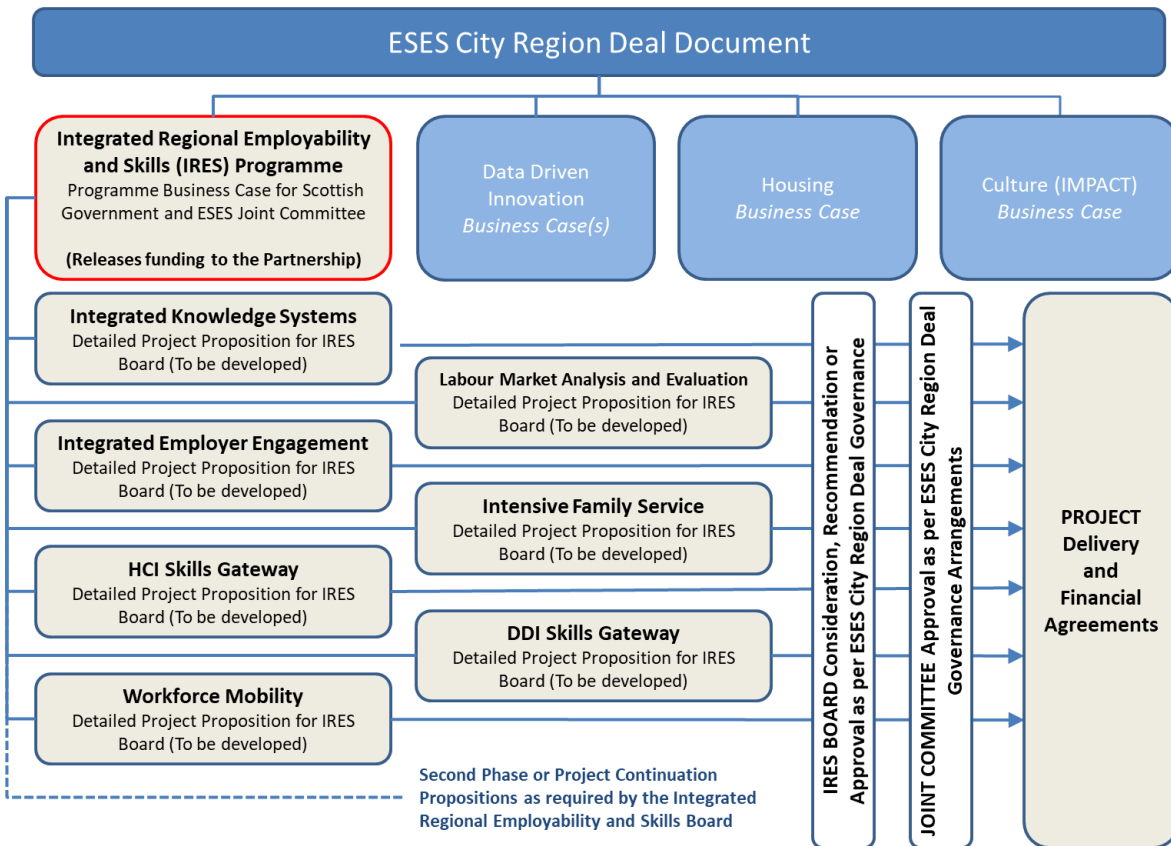 ESES City Region Deal Document
Integrated Regional Employability
and Skills (IRES) Programme
Programme Business Case for Scottish
Government and ESES Joint Committee
(Releases funding to the Partnership)
Data Driven
Innovation
Business Case(s)
Housing
Business Case
Culture (IMPACT)
Business Case
Integrated Knowledge Systems
Detailed Project Proposition for IRES
Board (To be developed)
Labour Market Analysis and Evaluation
Detailed Project Proposition for IRES
Board (To be developed)
Integrated Employer Engagement
Detailed Project Proposition for IRES
Board (To be developed)
Intensive Family Service
Detailed Project Proposition for IRES
Board (To be developed)
HCI Skills Gateway
Detailed Project Proposition for IRES
Board (To be developed)
DDI Skills Gateway
Detailed Project Proposition for IRES
Board (To be developed)
Workforce Mobility
Detailed Project Proposition for IRES
Board (To be developed)
Second Phase or Project Continuation
Propositions as required by the Integrated
Regional Employability and Skills Board
IRES BOARD Consideration, Recommendation or
Approval as per ESES City Region Deal Governance
JOINT COMMITTEE Approval as per ESES City Region Deal
Governance Arrangements
PROJECT
Delivery
and
Financial
Agreements